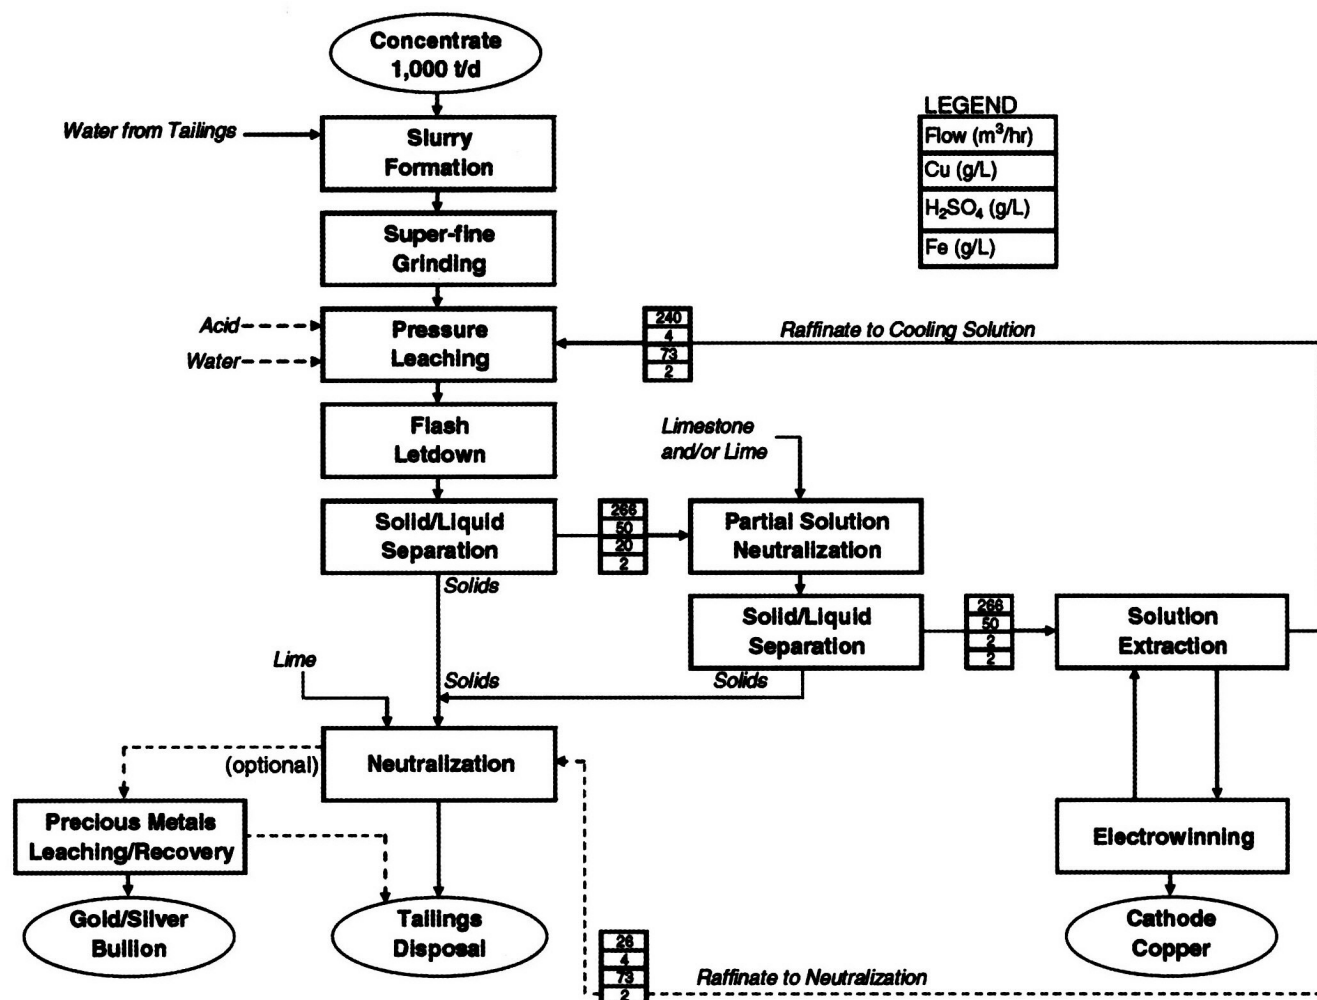 Concentrate
1,000 t/d
Water from Tailings
Slurry
Formation
LEGEND
Flow (m³/hr)
Cu (g/L)
H₂SO₄ (g/L)
Fe (g/L)
Super-fine
Grinding
Acid
Water
Pressure
Leaching
240
4
73
2
Raffinate to Cooling Solution
Flash
Letdown
Limestone
and/or Lime
Solid/Liquid
Separation
266
50
20
2
Partial Solution
Neutralization
Solids
Solid/Liquid
Separation
266
50
2
2
Solution
Extraction
Lime
Solids
Solids
(optional)
Neutralization
Precious Metals
Leaching/Recovery
Electrowinning
Gold/Silver
Bullion
Tailings
Disposal
Cathode
Copper
26
4
73
2
Raffinate to Neutralization